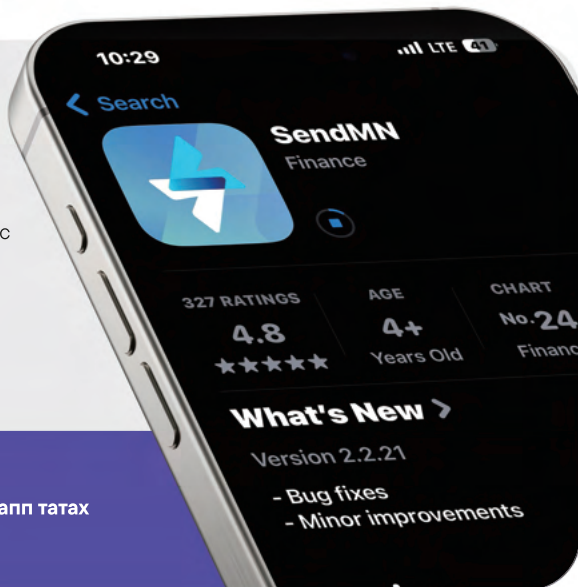 10:29
LTE 41
Search
SendMN
Finance
с
327 RATINGS
4.8
AGE
4+
Years Old
CHART
No.24
Financ
What's New
Version 2.2.21
- Bug fixes
- Minor improvements
апп татах